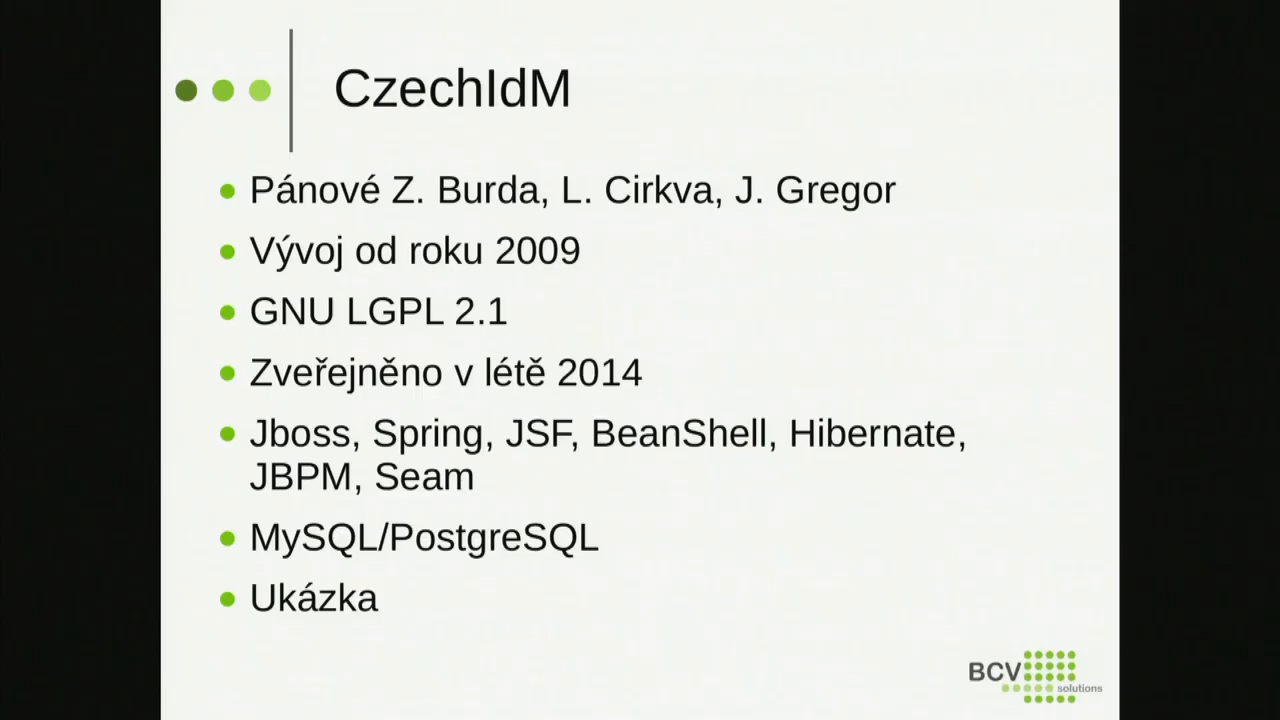 CzechIdM
Pánové Z. Burda, L. Cirkva, J. Gregor
Vývoj od roku 2009
GNU LGPL 2.1
Zveřejněno v létě 2014
Jboss, Spring, JSF, BeanShell, Hibernate,
JBPM, Seam
MySQL/PostgreSQL
Ukázka
BCV
solutions